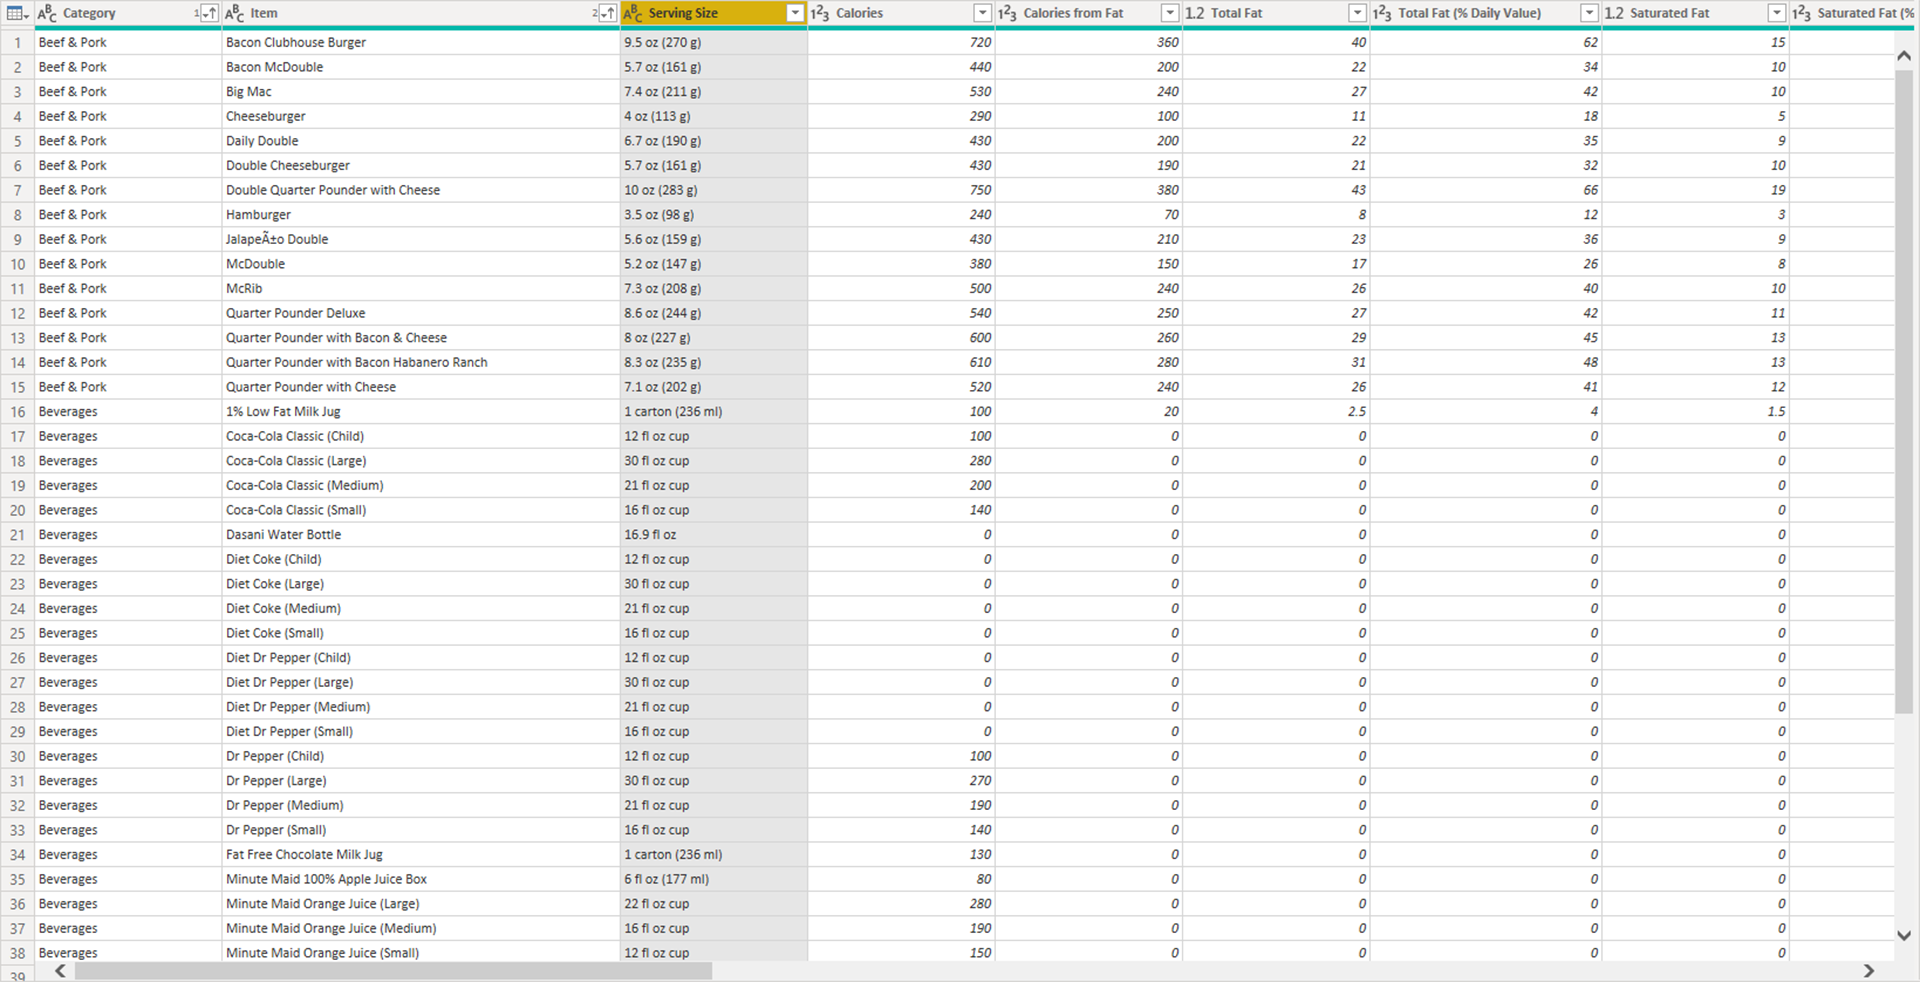 ABC Category 1 ABC Item 2 ABC Serving Size 123 Calories 123 Calories from Fat 1.2 Total Fat 123 Total Fat (% Daily Value) 1.2 Saturated Fat 123 Saturated Fat (%
1 Beef & Pork Bacon Clubhouse Burger 9.5 oz (270 g) 720 360 40 62 15
2 Beef & Pork Bacon McDouble 5.7 oz (161 g) 440 200 22 34 10
3 Beef & Pork Big Mac 7.4 oz (211 g) 530 240 27 42 10
4 Beef & Pork Cheeseburger 4 oz (113 g) 290 100 11 18 5
5 Beef & Pork Daily Double 6.7 oz (190 g) 430 200 22 35 9
6 Beef & Pork Double Cheeseburger 5.7 oz (161 g) 430 190 21 32 10
7 Beef & Pork Double Quarter Pounder with Cheese 10 oz (283 g) 750 380 43 66 19
8 Beef & Pork Hamburger 3.5 oz (98 g) 240 70 8 12 3
9 Beef & Pork JalapeÃ±o Double 5.6 oz (159 g) 430 210 23 36 9
10 Beef & Pork McDouble 5.2 oz (147 g) 380 150 17 26 8
11 Beef & Pork McRib 7.3 oz (208 g) 500 240 26 40 10
12 Beef & Pork Quarter Pounder Deluxe 8.6 oz (244 g) 540 250 27 42 11
13 Beef & Pork Quarter Pounder with Bacon & Cheese 8 oz (227 g) 600 260 29 45 13
14 Beef & Pork Quarter Pounder with Bacon Habanero Ranch 8.3 oz (235 g) 610 280 31 48 13
15 Beef & Pork Quarter Pounder with Cheese 7.1 oz (202 g) 520 240 26 41 12
16 Beverages 1% Low Fat Milk Jug 1 carton (236 ml) 100 20 2.5 4 1.5
17 Beverages Coca-Cola Classic (Child) 12 fl oz cup 100 0 0 0 0
18 Beverages Coca-Cola Classic (Large) 30 fl oz cup 280 0 0 0 0
19 Beverages Coca-Cola Classic (Medium) 21 fl oz cup 200 0 0 0 0
20 Beverages Coca-Cola Classic (Small) 16 fl oz cup 140 0 0 0 0
21 Beverages Dasani Water Bottle 16.9 fl oz 0 0 0 0 0
22 Beverages Diet Coke (Child) 12 fl oz cup 0 0 0 0 0
23 Beverages Diet Coke (Large) 30 fl oz cup 0 0 0 0 0
24 Beverages Diet Coke (Medium) 21 fl oz cup 0 0 0 0 0
25 Beverages Diet Coke (Small) 16 fl oz cup 0 0 0 0 0
26 Beverages Diet Dr Pepper (Child) 12 fl oz cup 0 0 0 0 0
27 Beverages Diet Dr Pepper (Large) 30 fl oz cup 0 0 0 0 0
28 Beverages Diet Dr Pepper (Medium) 21 fl oz cup 0 0 0 0 0
29 Beverages Diet Dr Pepper (Small) 16 fl oz cup 0 0 0 0 0
30 Beverages Dr Pepper (Child) 12 fl oz cup 100 0 0 0 0
31 Beverages Dr Pepper (Large) 30 fl oz cup 270 0 0 0 0
32 Beverages Dr Pepper (Medium) 21 fl oz cup 190 0 0 0 0
33 Beverages Dr Pepper (Small) 16 fl oz cup 140 0 0 0 0
34 Beverages Fat Free Chocolate Milk Jug 1 carton (236 ml) 130 0 0 0 0
35 Beverages Minute Maid 100% Apple Juice Box 6 fl oz (177 ml) 80 0 0 0 0
36 Beverages Minute Maid Orange Juice (Large) 22 fl oz cup 280 0 0 0 0
37 Beverages Minute Maid Orange Juice (Medium) 16 fl oz cup 190 0 0 0 0
38 Beverages Minute Maid Orange Juice (Small) 12 fl oz cup 150 0 0 0 0
39